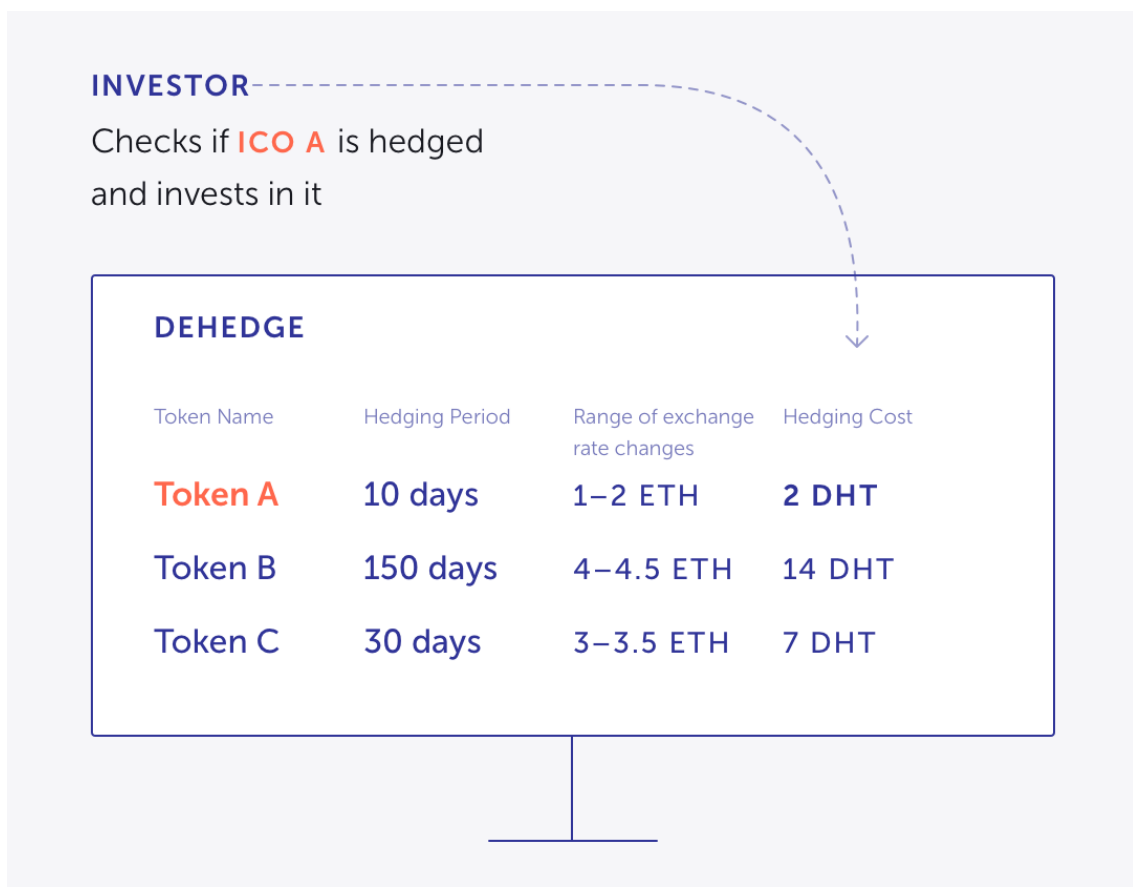 INVESTOR
Checks if ICO A is hedged
and invests in it
DEHEDGE
Token Name Hedging Period Range of exchange rate changes Hedging Cost
Token A 10 days 1–2 ETH 2 DHT
Token B 150 days 4–4.5 ETH 14 DHT
Token C 30 days 3–3.5 ETH 7 DHT